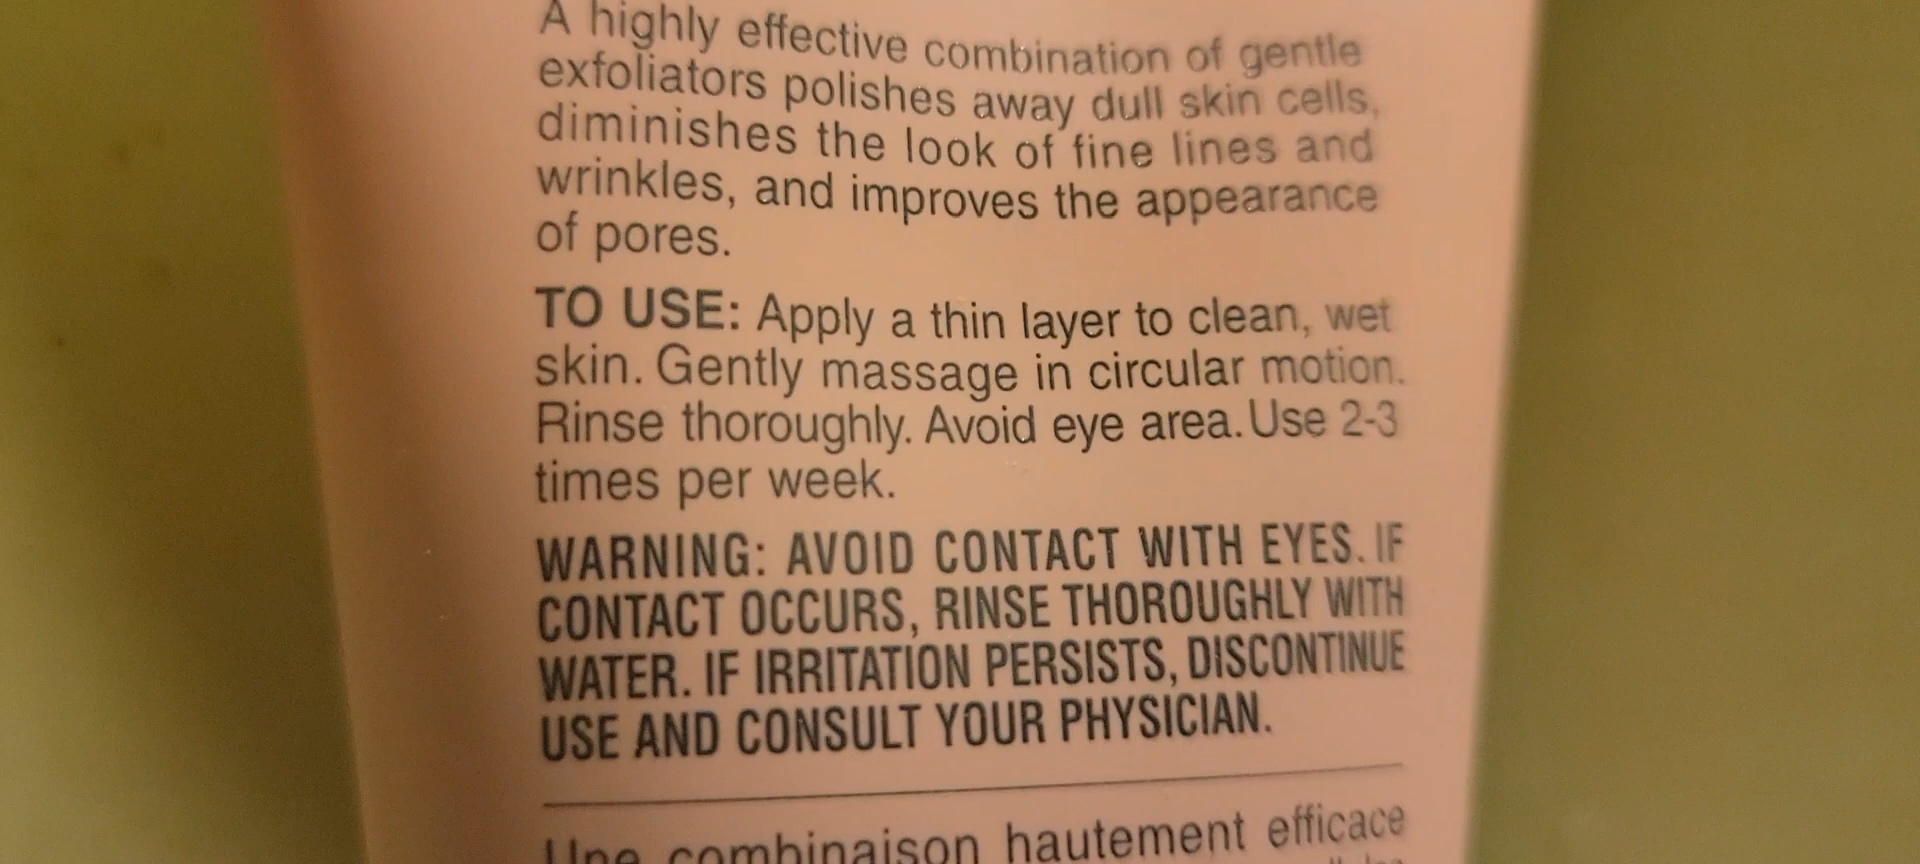 A highly effective combination of gentle
exfoliators polishes away dull skin cells,
diminishes the look of fine lines and
wrinkles, and improves the appearance
of pores.
TO USE: Apply a thin layer to clean, wet
skin. Gently massage in circular motion.
Rinse thoroughly. Avoid eye area. Use 2-3
times per week.
WARNING: AVOID CONTACT WITH EYES. IF
CONTACT OCCURS, RINSE THOROUGHLY WITH
WATER. IF IRRITATION PERSISTS, DISCONTINUE
USE AND CONSULT YOUR PHYSICIAN.
Une combinaison hautement efficace